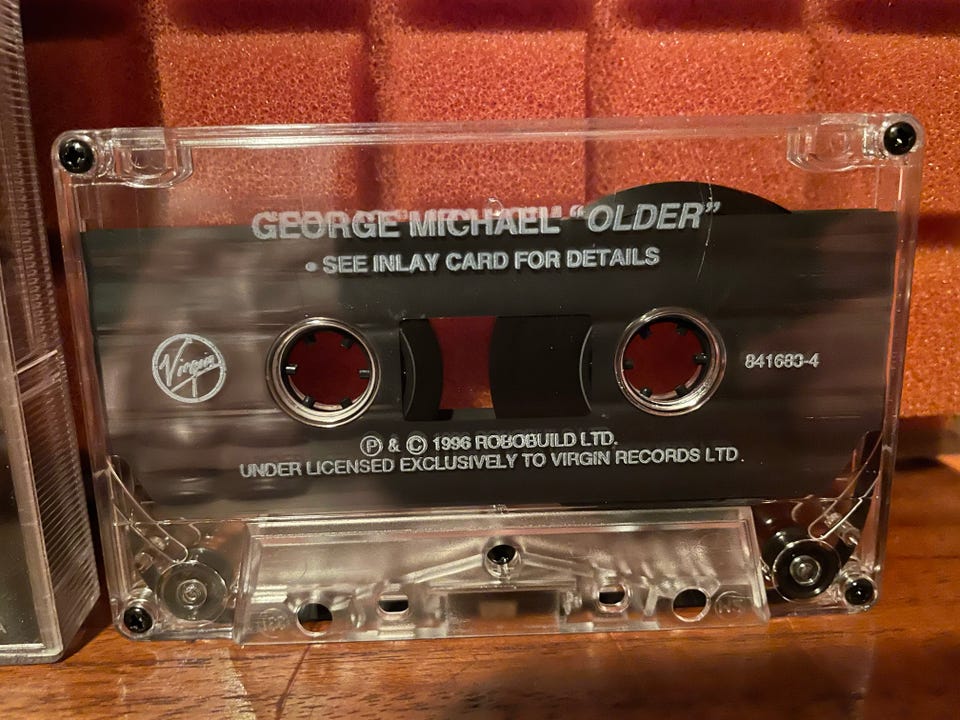 GEORGE MICHAEL “OLDER”
• SEE INLAY CARD FOR DETAILS
Virgin
841683-4
Ⓟ & © 1996 ROBOBUILD LTD.
UNDER LICENSED EXCLUSIVELY TO VIRGIN RECORDS LTD.